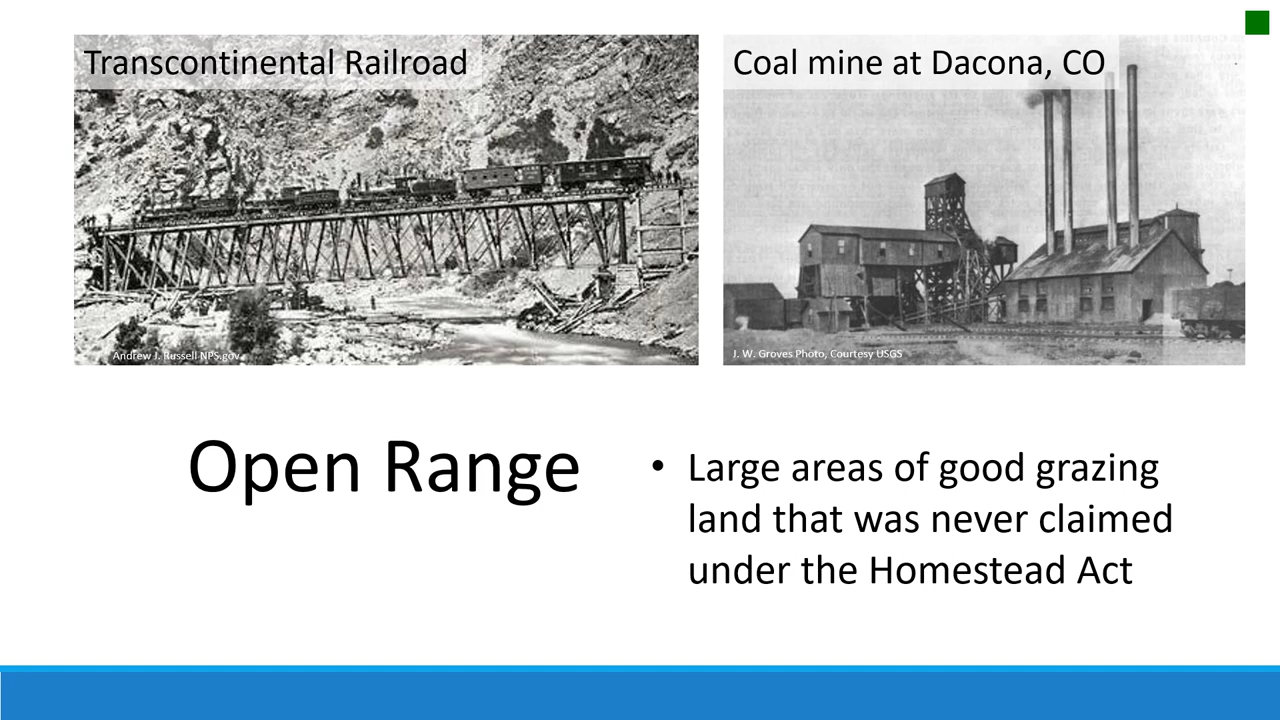 Transcontinental Railroad
Coal mine at Dacona, CO
Andrew J. Russell NPS.gov
J. W. Groves Photo, Courtesy USGS
Open Range
• Large areas of good grazing
land that was never claimed
under the Homestead Act